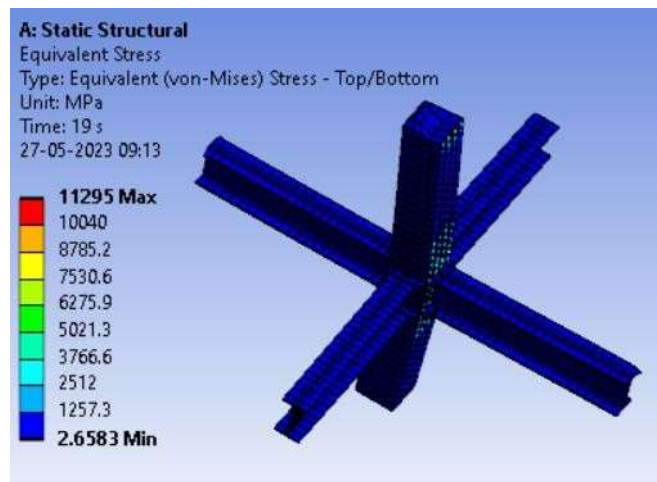 A: Static Structural
Equivalent Stress
Type: Equivalent (von-Mises) Stress - Top/Bottom
Unit: MPa
Time: 19 s
27-05-2023 09:13
11295 Max
10040
8785.2
7530.6
6275.9
5021.3
3766.6
2512
1257.3
2.6583 Min